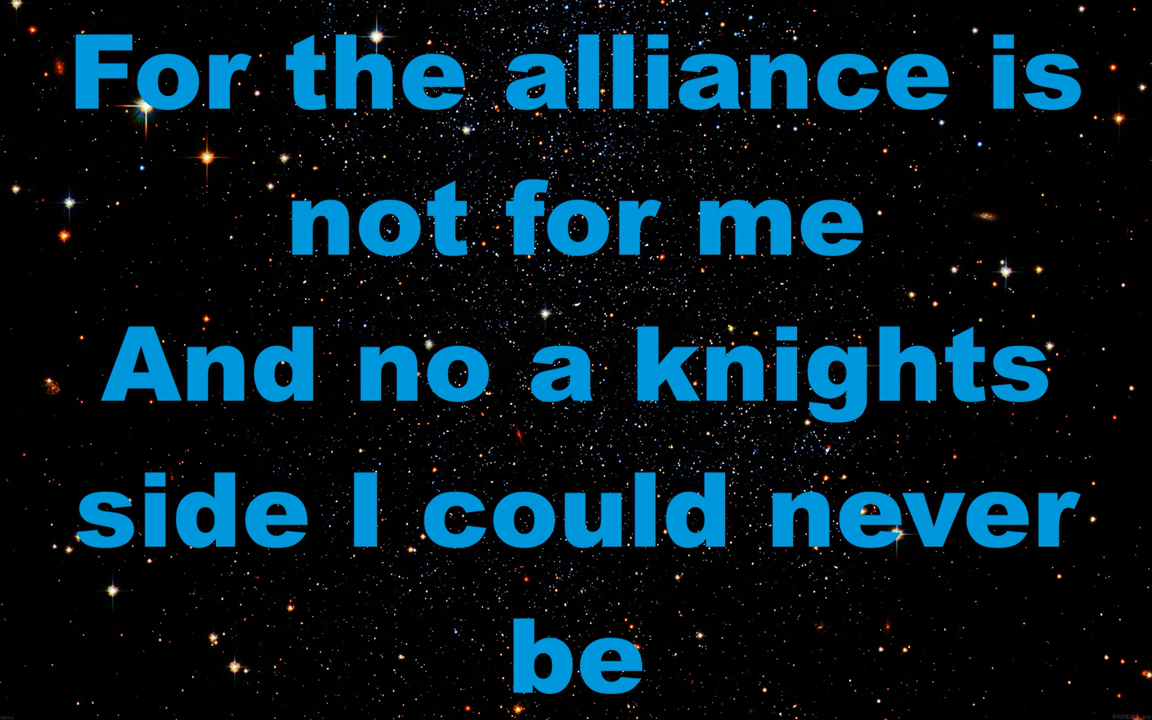 For the alliance is
not for me
And no a knights
side I could never
be